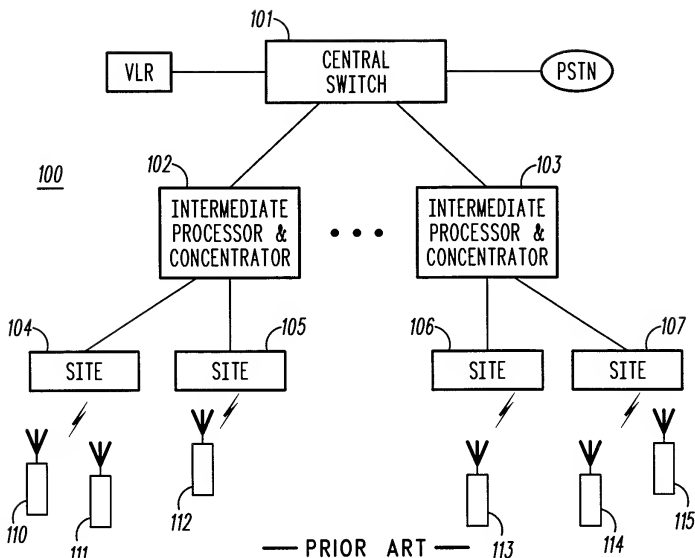 101
VLR
CENTRAL
SWITCH
PSTN
100
102
103
INTERMEDIATE
PROCESSOR &
CONCENTRATOR
• • •
INTERMEDIATE
PROCESSOR &
CONCENTRATOR
104
105
106
107
SITE
SITE
SITE
SITE
110
111
112
113
114
115
— PRIOR ART —